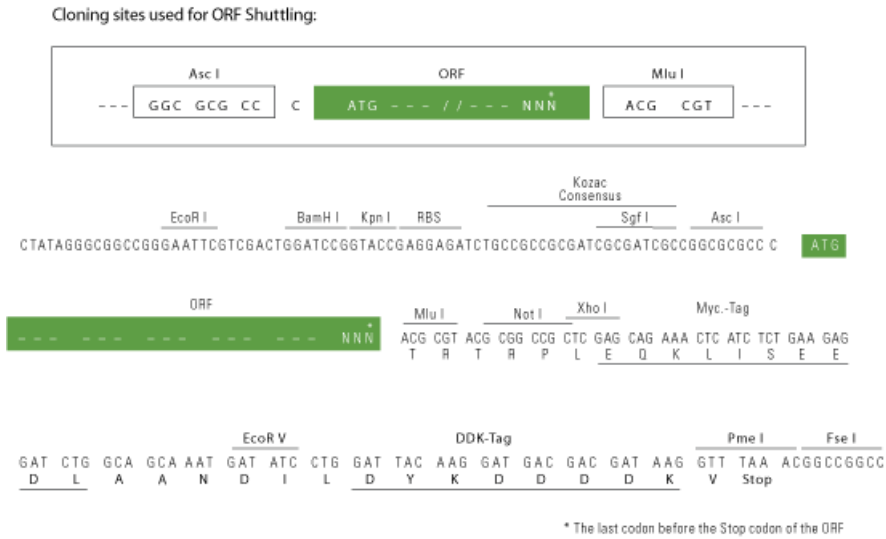 Cloning sites used for ORF Shuttling:
Asc I ORF Mlu I
--- GGC GCG CC C ATG --- // --- NNN* ACG CGT ---
Kozac
Consensus
EcoR I BamH I Kpn I RBS Sgf I Asc I
CTATAGGGCGGCCGGGAATTCGTCGACTGGATCCGGTACCGAGGAGATCTGCCGCCGCGATCGCGATCGCCGGCGCGCC C ATG
ORF
Mlu I Not I Xho I Myc.-Tag
--- --- --- --- --- NNN* ACG CGT ACG CGG CCG CTC GAG CAG AAA CTC ATC TCT GAA GAG
T R T R P L E Q K L I S E E
EcoR V DDK-Tag Pme I Fse I
GAT CTG GCA GCA AAT GAT ATC CTG GAT TAC AAG GAT GAC GAC GAT AAG GTT TAA ACGGCCGGCC
D L A A N D I L D Y K D D D D K V Stop
* The last codon before the Stop codon of the ORF